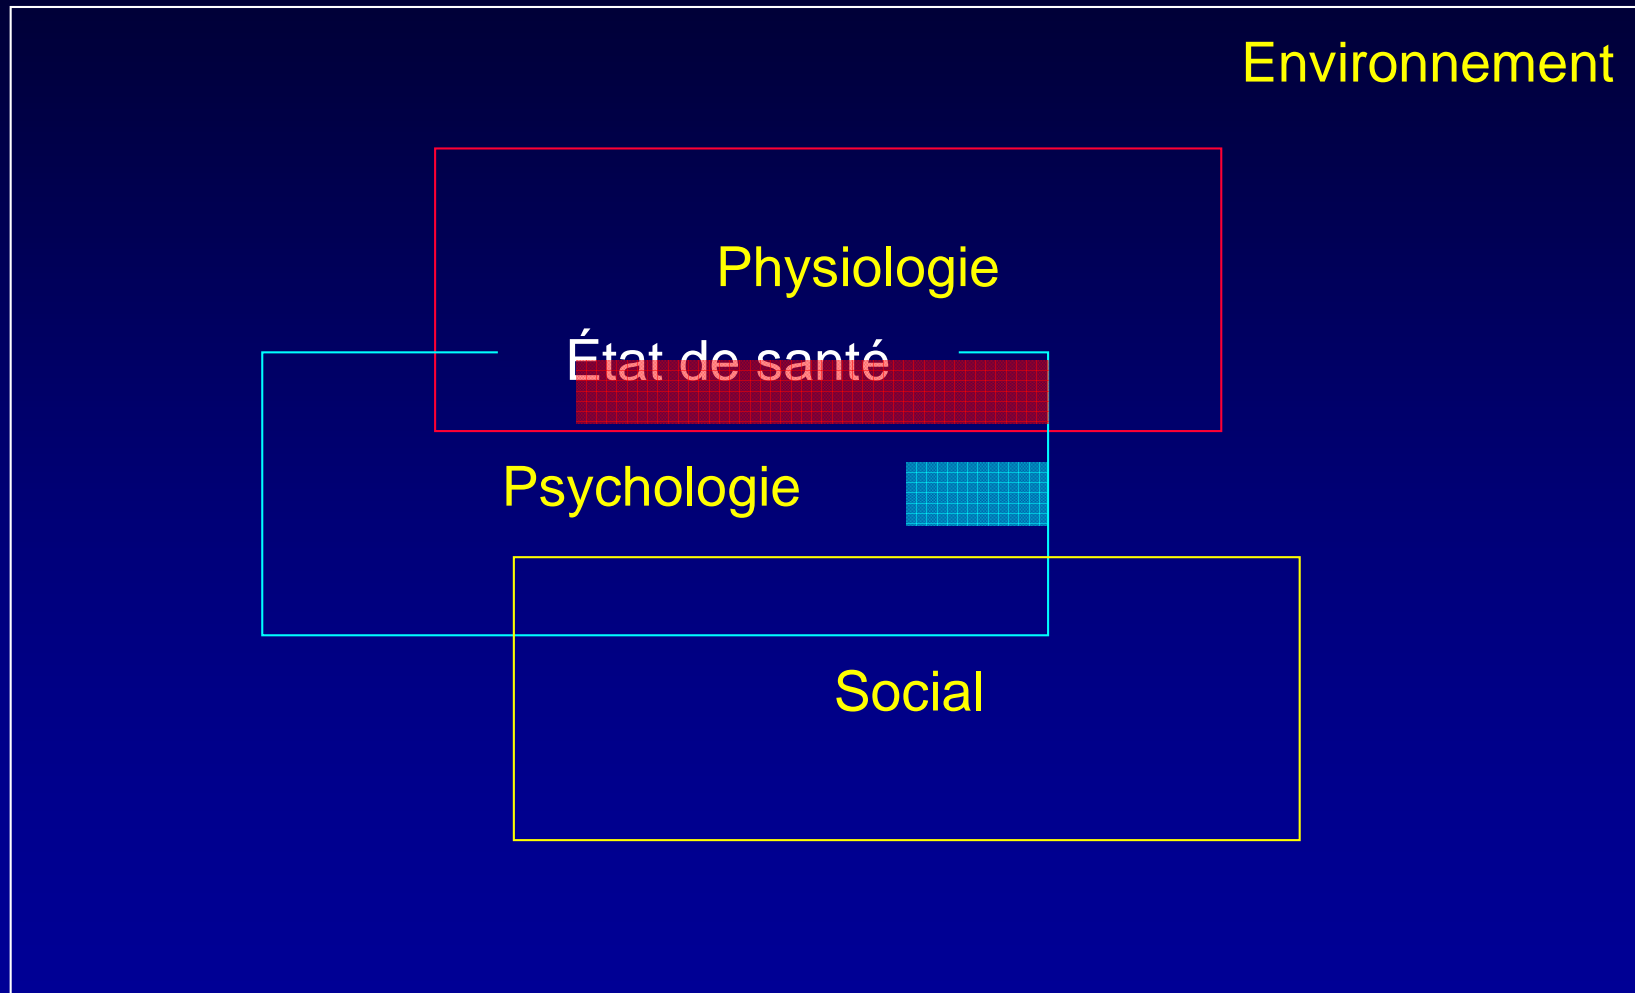 Environnement
Physiologie
État de santé
Psychologie
Social